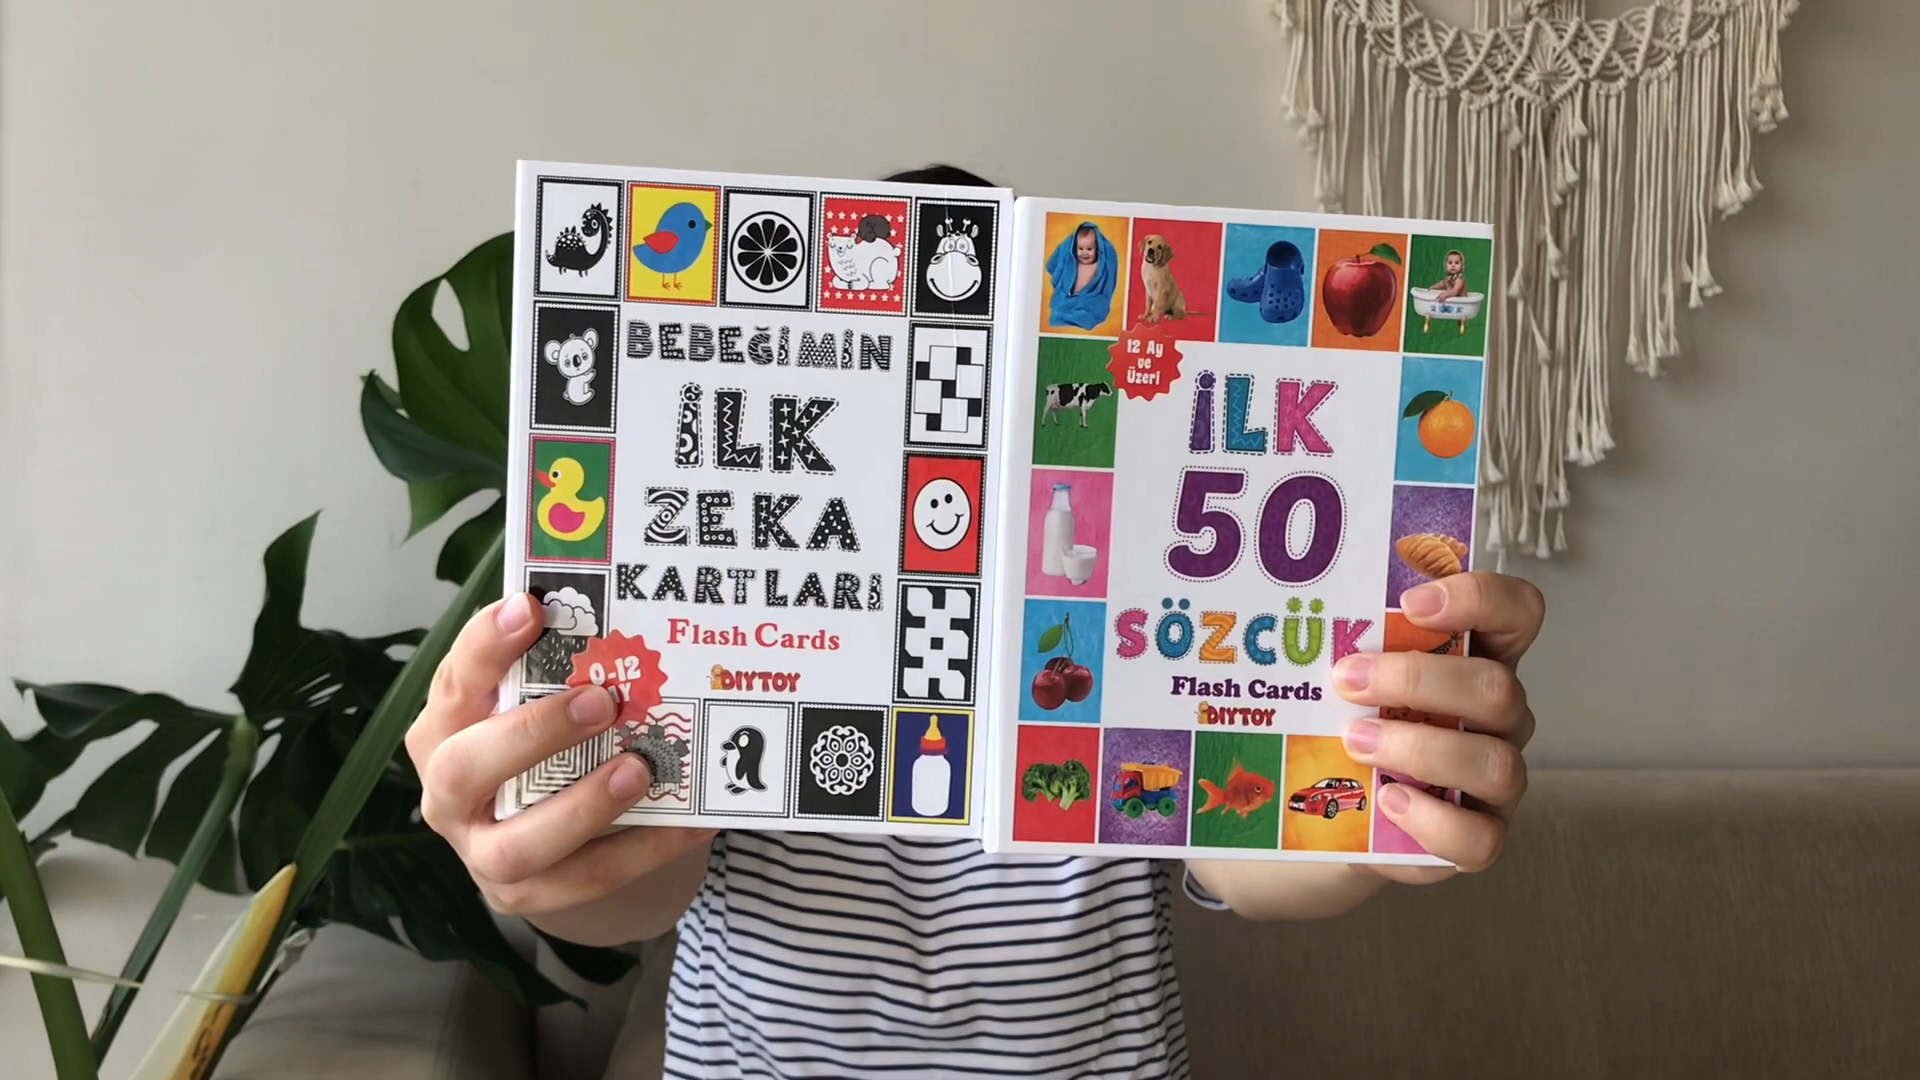 BEBEĞİMİN
İLK
ZEKA
KARTLARI
Flash Cards
DIYTOY
0-12
12 Ay
ve
Üzeri
İLK
50
SÖZCÜK
Flash Cards
DIYTOY